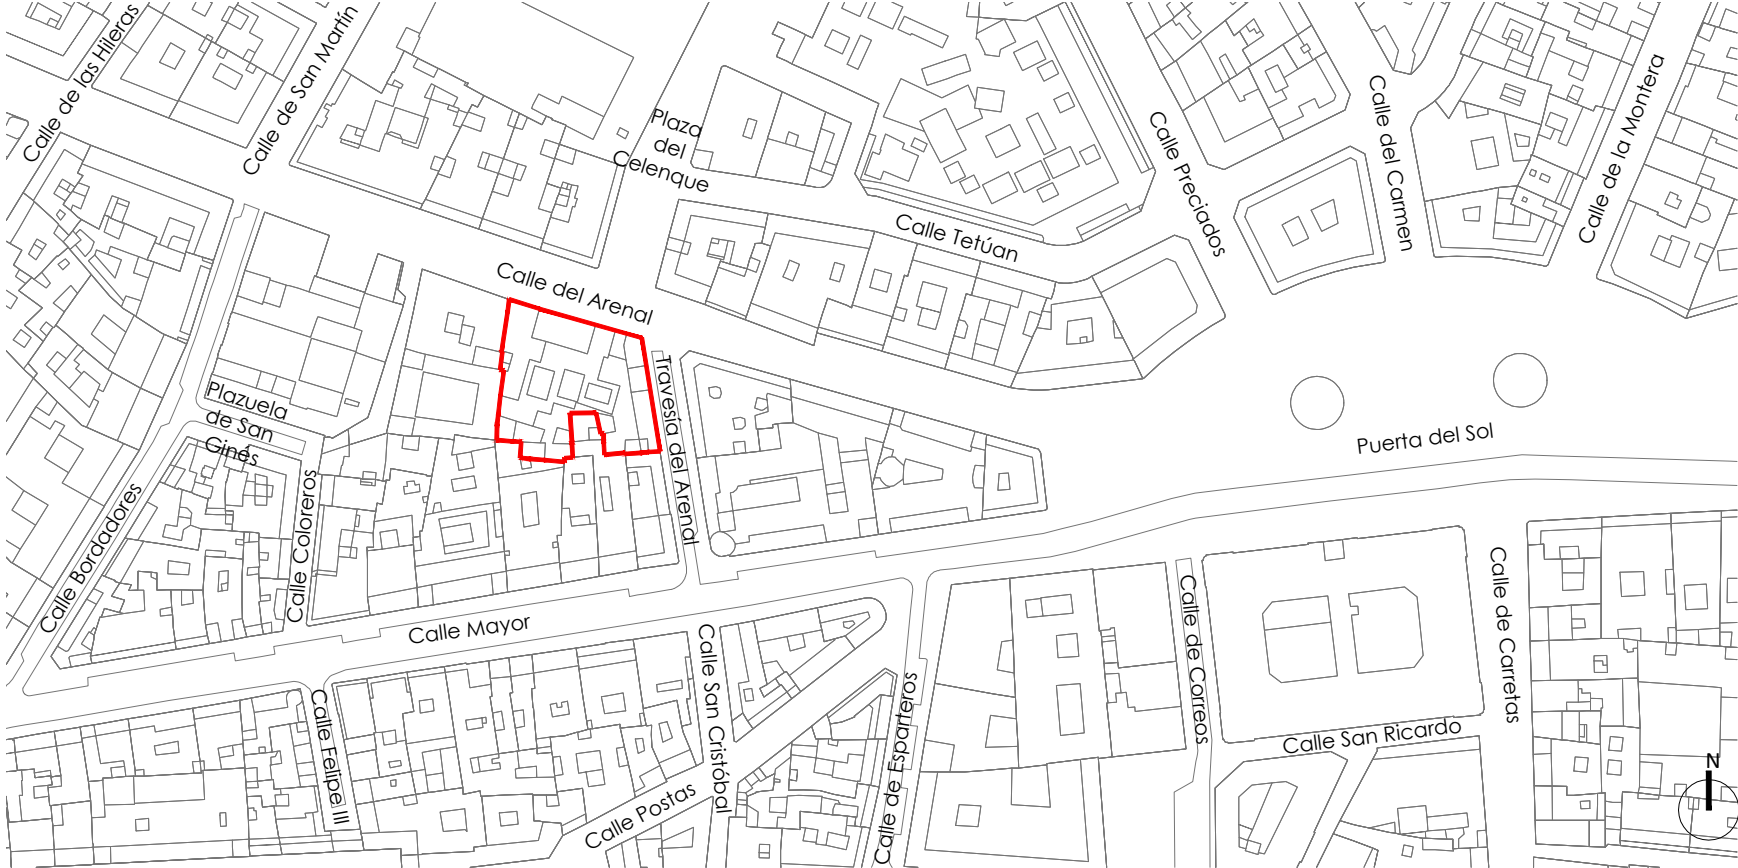 Calle de las Hileras
Calle de San Martín
Plaza
del
Celenque
Calle Preciados
Calle del Carmen
Calle de la Montera
Calle Tetúan
Calle del Arenal
Travesía del Arenal
Plazuela
de San
Ginés
Puerta del Sol
Calle Bordadores
Calle Coloreros
Calle Mayor
Calle de Correos
Calle de Carretas
Calle San Cristóbal
Calle Felipe III
Calle de Esparteros
Calle San Ricardo
Calle Postas
N